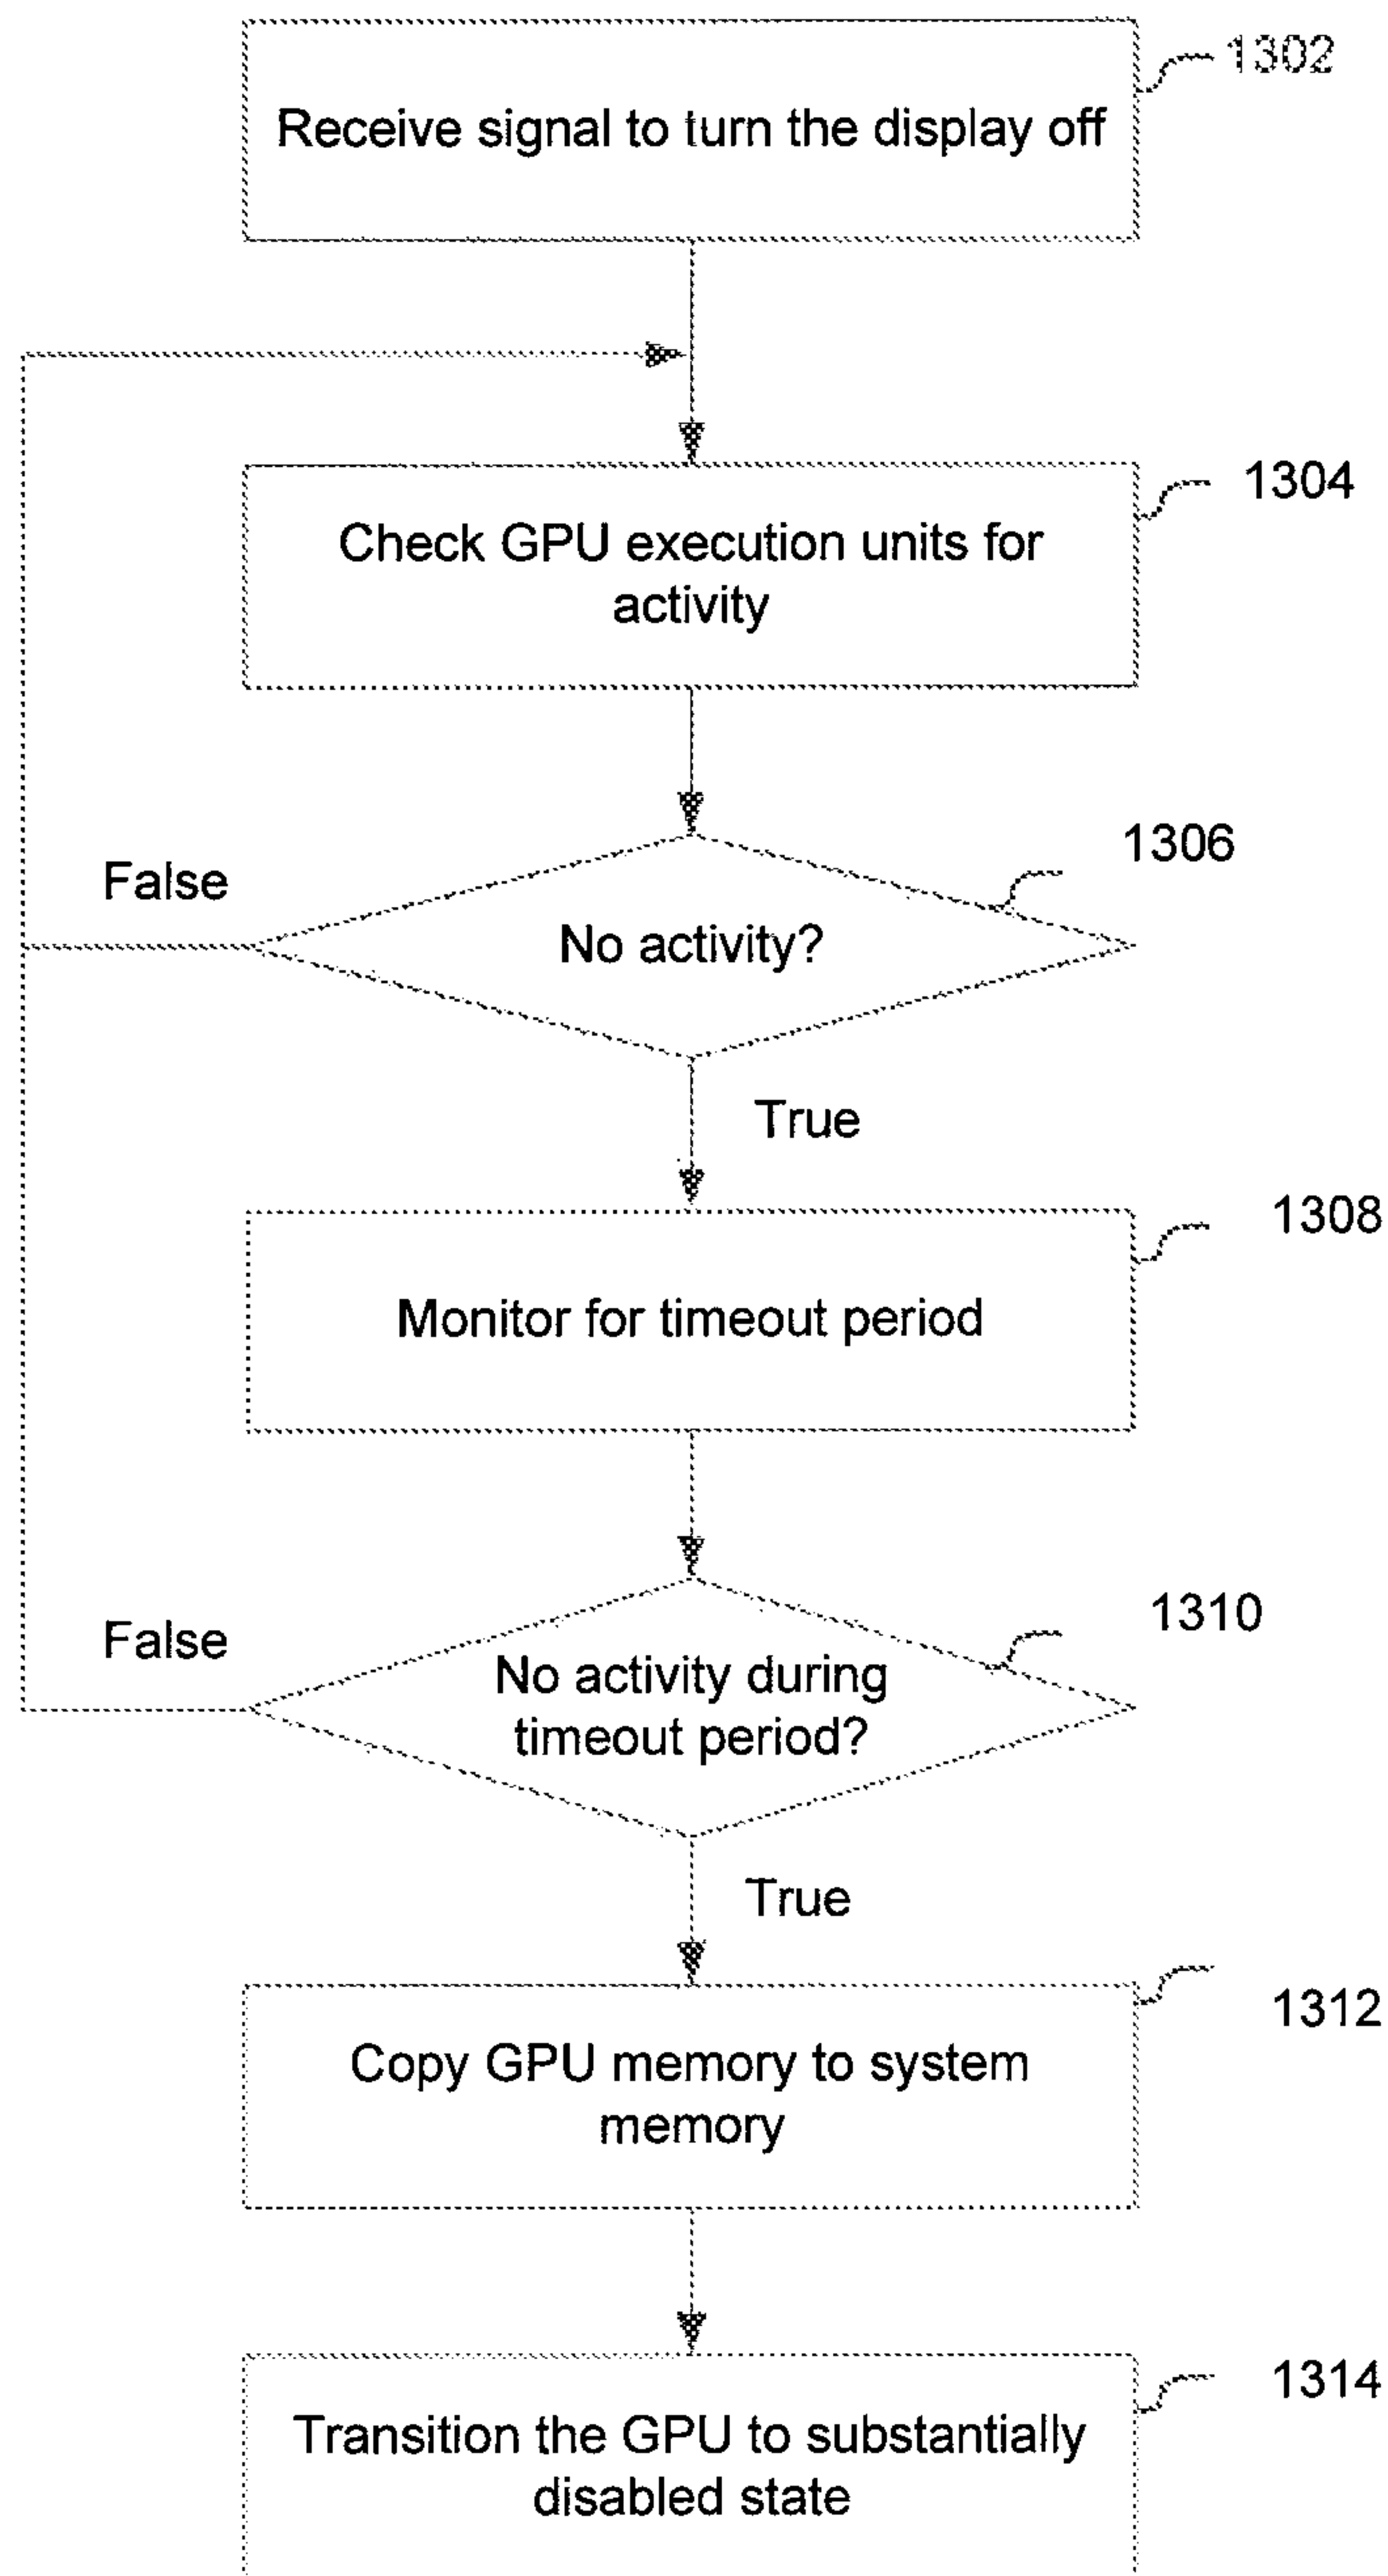 1302
Receive signal to turn the display off
1304
Check GPU execution units for
activity
1306
False
No activity?
True
1308
Monitor for timeout period
1310
False
No activity during
timeout period?
True
1312
Copy GPU memory to system
memory
1314
Transition the GPU to substantially
disabled state